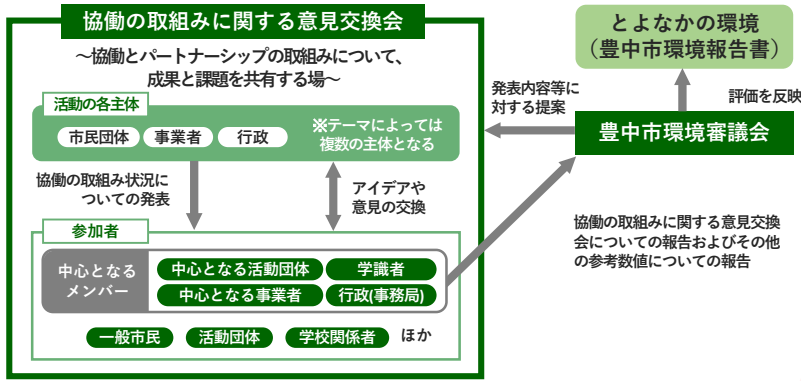 協働の取組みに関する意見交換会
～協働とパートナーシップの取組みについて、
成果と課題を共有する場～
活動の各主体
市民団体 事業者 行政
※テーマによっては
複数の主体となる
協働の取組み状況に
ついての発表
アイデアや
意見の交換
参加者
中心となる
メンバー
中心となる活動団体 学識者
中心となる事業者 行政(事務局)
一般市民 活動団体 学校関係者 ほか
とよなかの環境
（豊中市環境報告書）
発表内容等に
対する提案
評価を反映
豊中市環境審議会
協働の取組みに関する意見交換
会についての報告およびその他
の参考数値についての報告